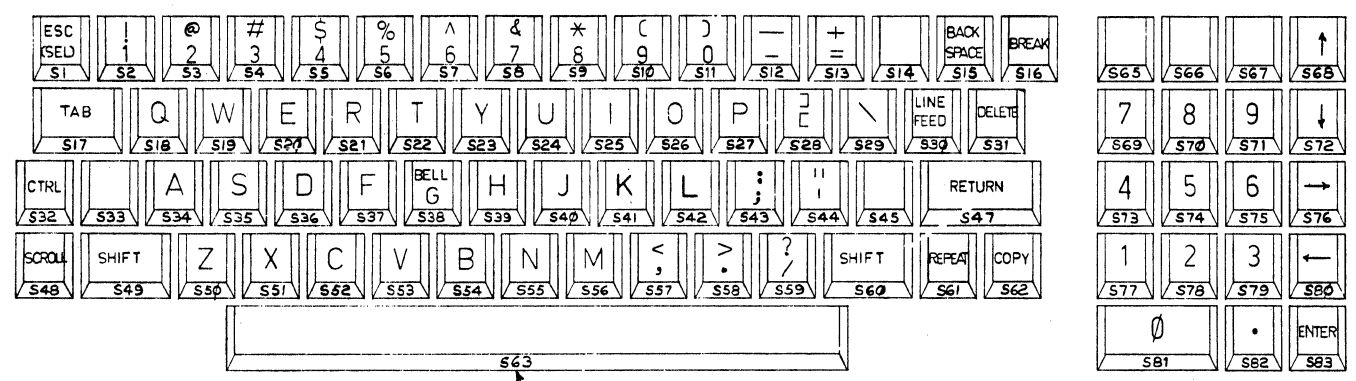 ESC ! @ # $ % ^ & * ( ) — + BACK BREAK ↑
(SEL) 1 2 3 4 5 6 7 8 9 0 — = SPACE
S1 S2 S3 S4 S5 S6 S7 S8 S9 S10 S11 S12 S13 S14 S15 S16 S65 S66 S67 S68
TAB Q W E R T Y U I O P ] [ \ LINE FEED DELETE 7 8 9 ↓
S17 S18 S19 S20 S21 S22 S23 S24 S25 S26 S27 S28 S29 S30 S31 S69 S70 S71 S72
CTRL A S D F BELL G H J K L : ; " ' RETURN 4 5 6 →
S32 S33 S34 S35 S36 S37 S38 S39 S40 S41 S42 S43 S44 S45 S47 S73 S74 S75 S76
SCROLL SHIFT Z X C V B N M < , > . ? / SHIFT REPEAT COPY 1 2 3 ←
S48 S49 S50 S51 S52 S53 S54 S55 S56 S57 S58 S59 S60 S61 S62 S77 S78 S79 S80
Ø . ENTER
S63 S81 S82 S83